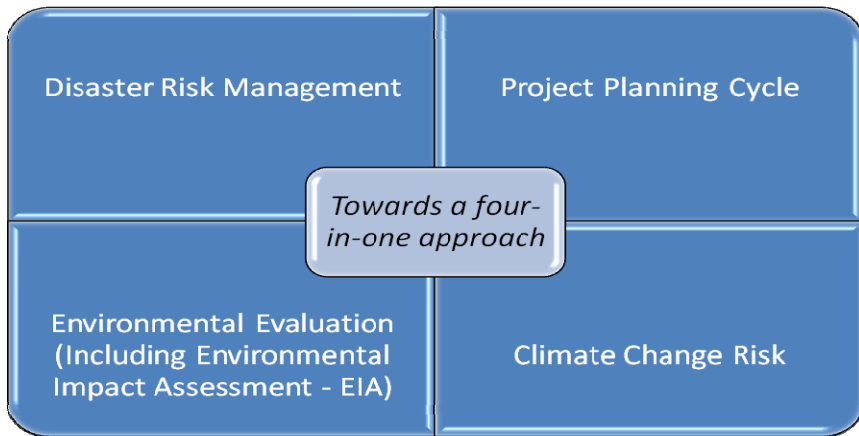 Disaster Risk Management
Project Planning Cycle
Towards a four-
in-one approach
Environmental Evaluation
(Including Environmental
Impact Assessment - EIA)
Climate Change Risk